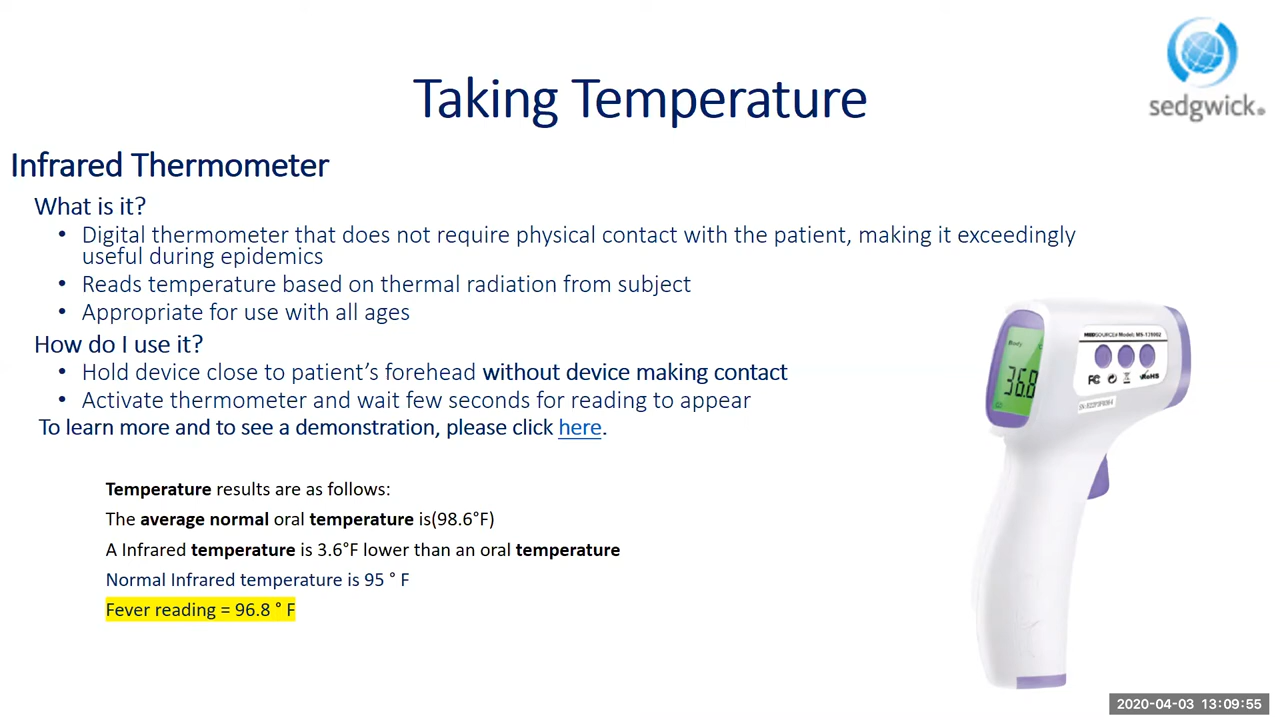 sedgwick®
Taking Temperature
Infrared Thermometer
What is it?
• Digital thermometer that does not require physical contact with the patient, making it exceedingly
useful during epidemics
• Reads temperature based on thermal radiation from subject
• Appropriate for use with all ages
How do I use it?
• Hold device close to patient’s forehead without device making contact
• Activate thermometer and wait few seconds for reading to appear
To learn more and to see a demonstration, please click here.
Temperature results are as follows:
The average normal oral temperature is(98.6°F)
A Infrared temperature is 3.6°F lower than an oral temperature
Normal Infrared temperature is 95 ° F
Fever reading = 96.8 ° F
Body
36.8
FC
RoHS
2020-04-03 13:09:55